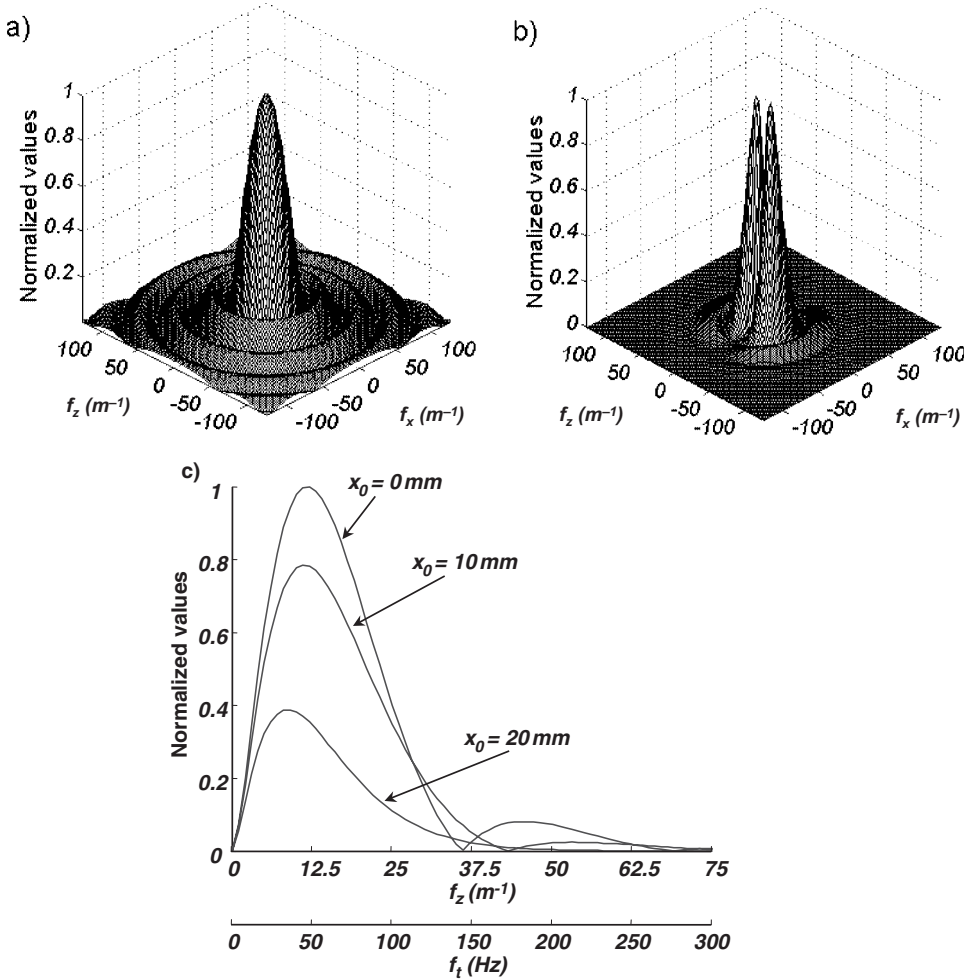 a)
Normalized values
1
0.8
0.6
0.4
0.2
100
50
0
-50
-100
f_z (m⁻¹)
-100
-50
0
50
100
f_x (m⁻¹)
b)
Normalized values
1
0.8
0.6
0.4
0.2
0
100
50
0
-50
-100
f_z (m⁻¹)
-100
-50
0
50
100
f_x (m⁻¹)
c)
Normalized values
1
0.8
0.6
0.4
0.2
0
x_0 = 0 mm
x_0 = 10 mm
x_0 = 20 mm
0 12.5 25 37.5 50 62.5 75
f_z (m⁻¹)
0 50 100 150 200 250 300
f_t (Hz)